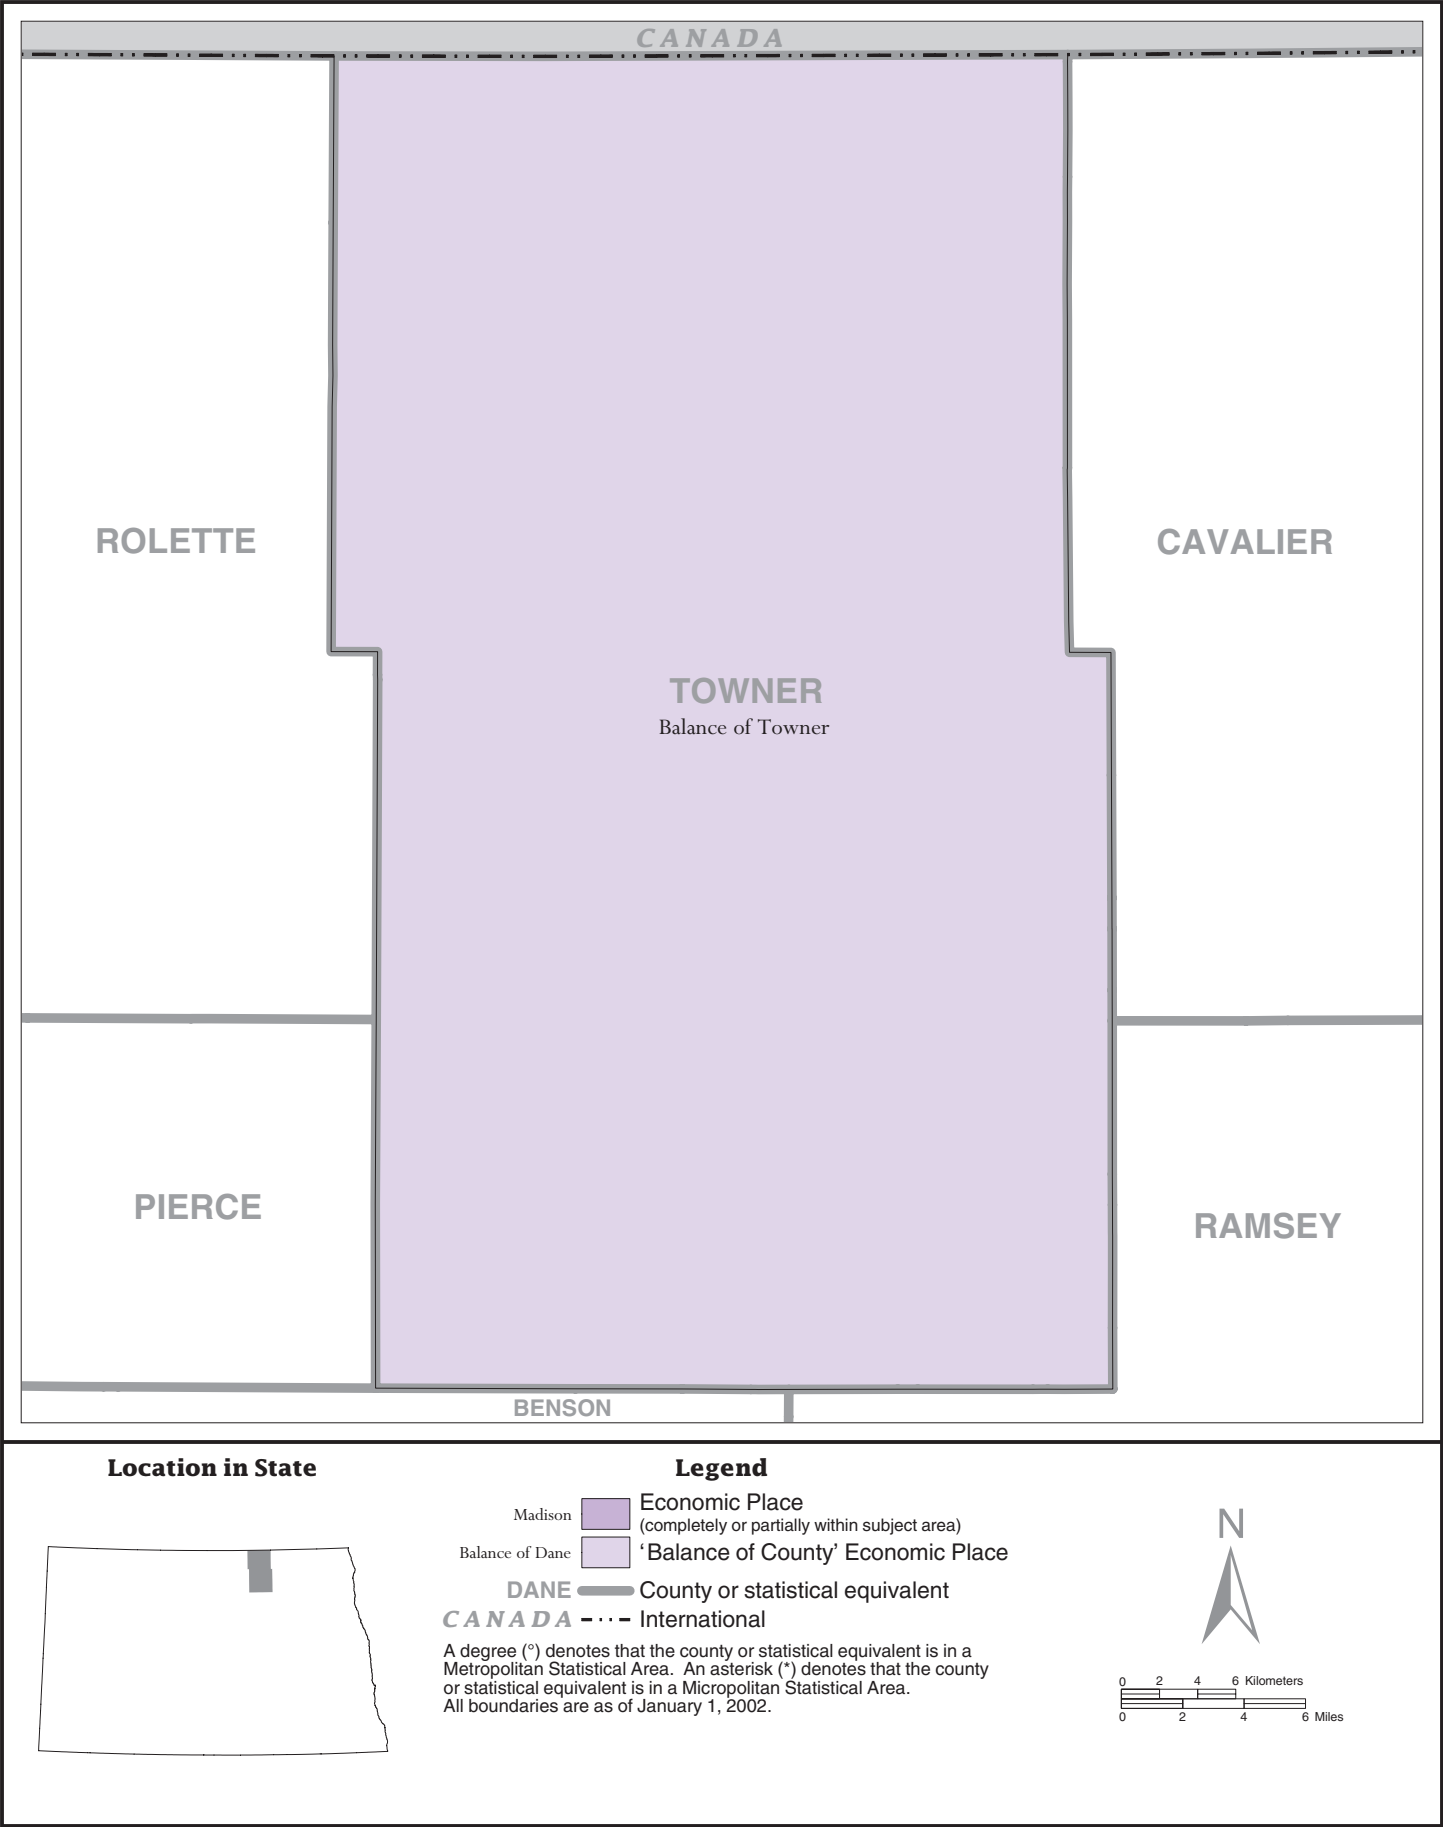 CANADA
ROLETTE
CAVALIER
TOWNER
Balance of Towner
PIERCE
RAMSEY
BENSON
Location in State
Legend
Madison
Economic Place
(completely or partially within subject area)
Balance of Dane
‘Balance of County’ Economic Place
DANE
County or statistical equivalent
CANADA
International
A degree (°) denotes that the county or statistical equivalent is in a
Metropolitan Statistical Area. An asterisk (*) denotes that the county
or statistical equivalent is in a Micropolitan Statistical Area.
All boundaries are as of January 1, 2002.
N
0 2 4 6 Kilometers
0 2 4 6 Miles